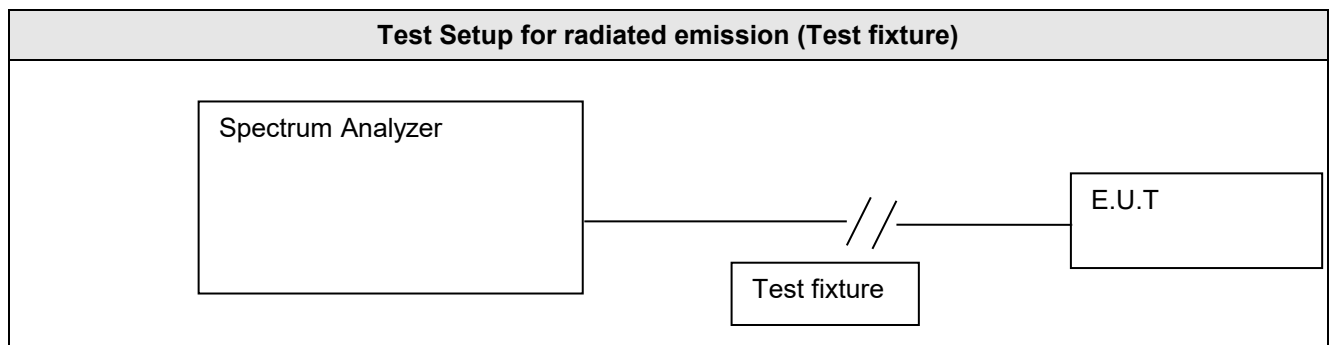 Test Setup for radiated emission (Test fixture)
Spectrum Analyzer
E.U.T
Test fixture